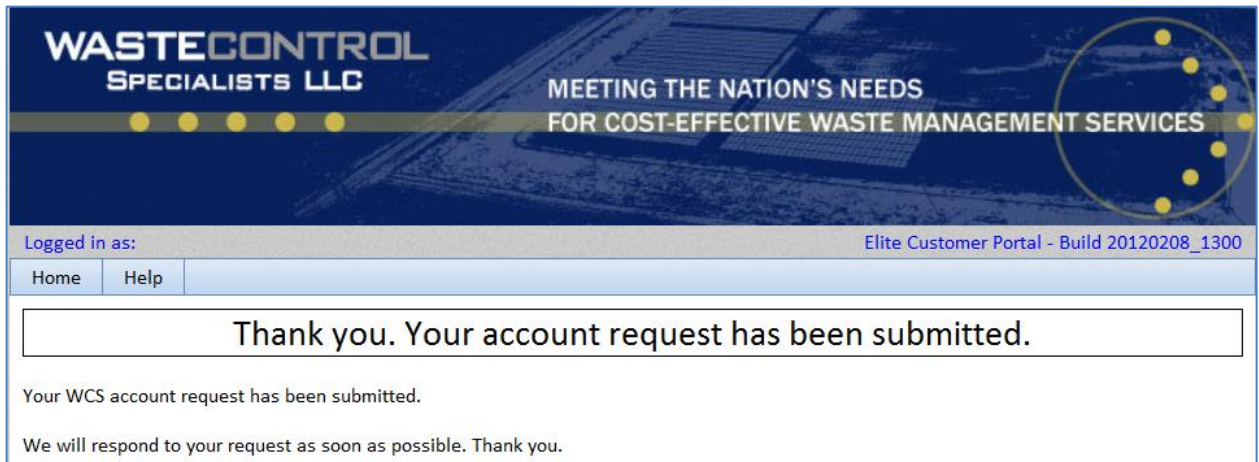 WASTECONTROL
SPECIALISTS LLC
MEETING THE NATION'S NEEDS
FOR COST-EFFECTIVE WASTE MANAGEMENT SERVICES
Logged in as:
Elite Customer Portal - Build 20120208_1300
Home Help
Thank you. Your account request has been submitted.
Your WCS account request has been submitted.
We will respond to your request as soon as possible. Thank you.